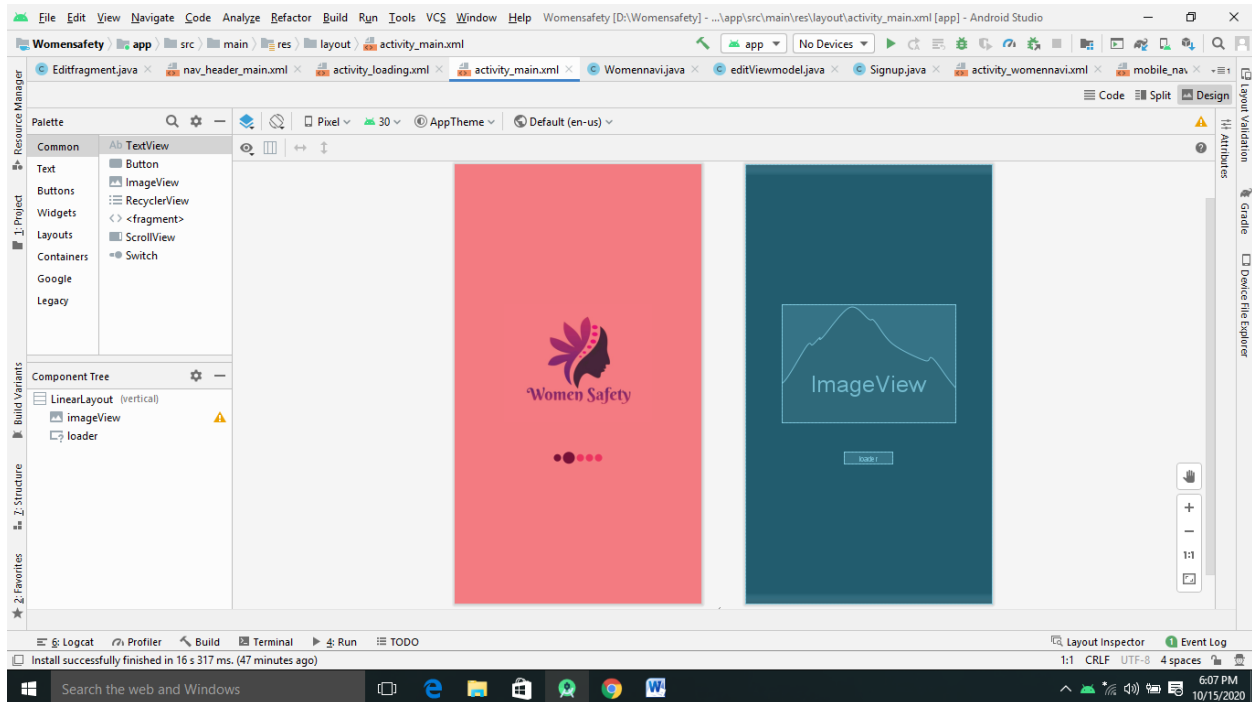 File Edit View Navigate Code Analyze Refactor Build Run Tools VCS Window Help Womensafety [D:\Womensafety] - ...\app\src\main\res\layout\activity_main.xml [app] - Android Studio
Womensafety app src main res layout activity_main.xml app No Devices
Editfragment.java nav_header_main.xml activity_loading.xml activity_main.xml Womennavi.java editViewmodel.java Signup.java activity_womennavi.xml mobile_nav
Code Split Design
Palette Pixel 30 AppTheme Default (en-us)
Common Ab TextView
Text Button
Buttons ImageView
Widgets RecyclerView
Layouts <fragment>
Containers ScrollView
Google Switch
Legacy
Component Tree
LinearLayout (vertical)
imageView
loader
Women Safety
ImageView
loader
1:1
Resource Manager
1: Project
Build Variants
7: Structure
2: Favorites
Attributes
Layout Validation
Gradle
Device File Explorer
6: Logcat Profiler Build Terminal 4: Run TODO Layout Inspector 1 Event Log
Install successfully finished in 16 s 317 ms. (47 minutes ago) 1:1 CRLF UTF-8 4 spaces
Search the web and Windows 6:07 PM
10/15/2020